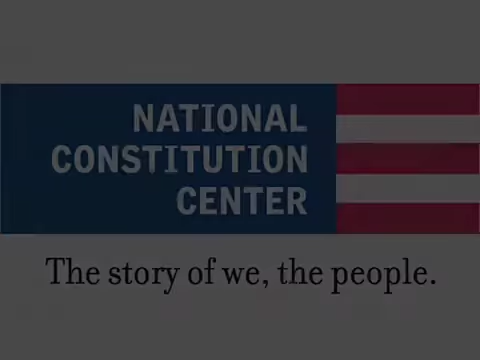 NATIONAL
CONSTITUTION
CENTER
The story of we, the people.